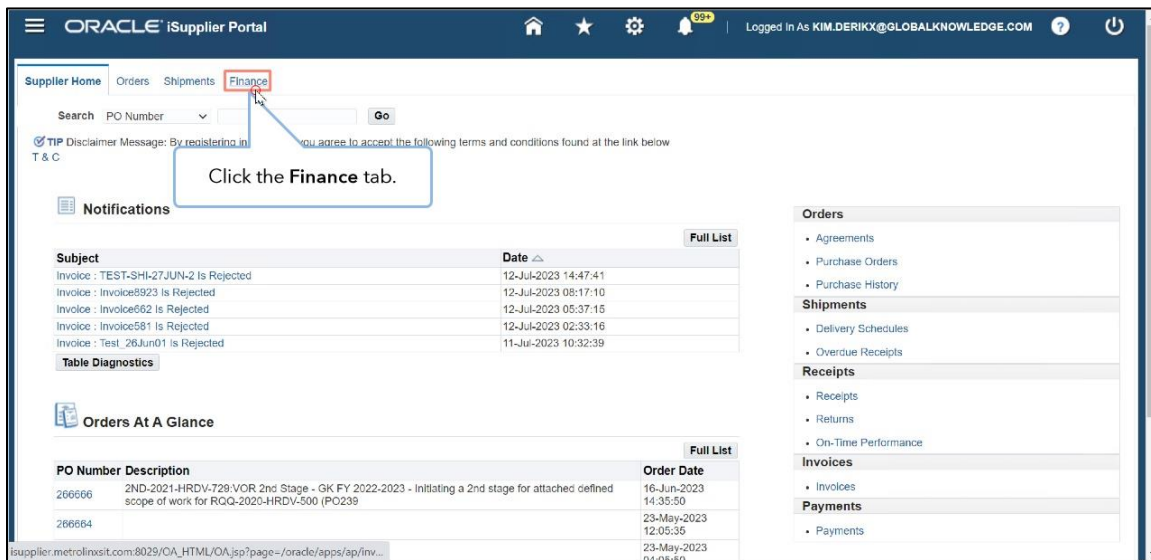 ORACLE iSupplier Portal
99+
Logged In As KIM.DERIKX@GLOBALKNOWLEDGE.COM
?
Supplier Home Orders Shipments Finance
Search PO Number Go
TIP Disclaimer Message: By registering in you agree to accept the following terms and conditions found at the link below
T & C
Click the Finance tab.
Notifications
Full List
Subject Date
Invoice : TEST-SHI-27JUN-2 Is Rejected 12-Jul-2023 14:47:41
Invoice : Invoice8923 Is Rejected 12-Jul-2023 08:17:10
Invoice : Invoice662 Is Rejected 12-Jul-2023 05:37:15
Invoice : Invoice581 Is Rejected 12-Jul-2023 02:33:16
Invoice : Test_26Jun01 Is Rejected 11-Jul-2023 10:32:39
Table Diagnostics
Orders At A Glance
Full List
PO Number Description Order Date
266666 2ND-2021-HRDV-729:VOR 2nd Stage - GK FY 2022-2023 - Initiating a 2nd stage for attached defined 16-Jun-2023
scope of work for RQQ-2020-HRDV-500 (PO239 14:35:50
266664 23-May-2023
12:05:35
23-May-2023
Orders
Agreements
Purchase Orders
Purchase History
Shipments
Delivery Schedules
Overdue Receipts
Receipts
Receipts
Returns
On-Time Performance
Invoices
Invoices
Payments
Payments
isupplier.metrolinxsit.com:8029/OA_HTML/OA.jsp?page=/oracle/apps/ap/inv...